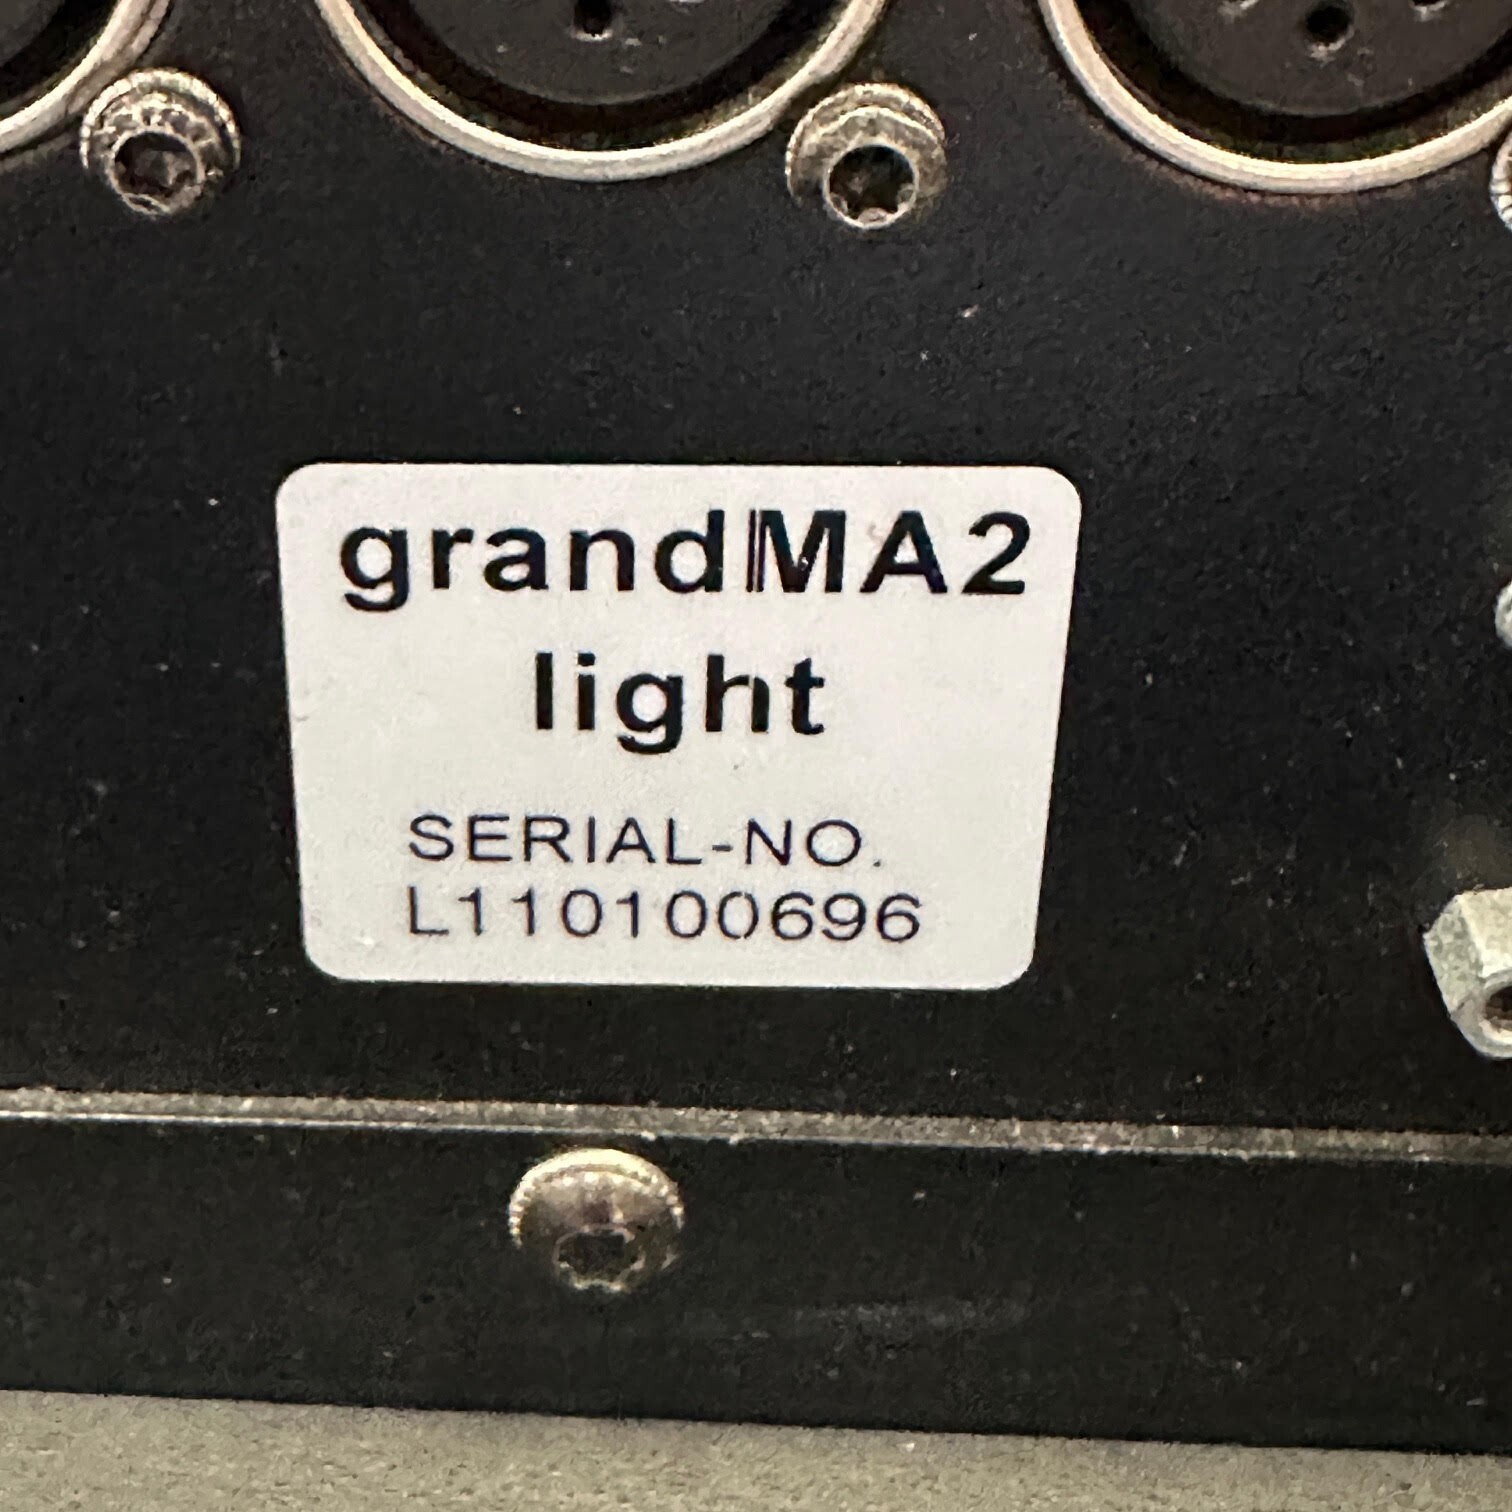 grandMA2
light
SERIAL-NO.
L110100696